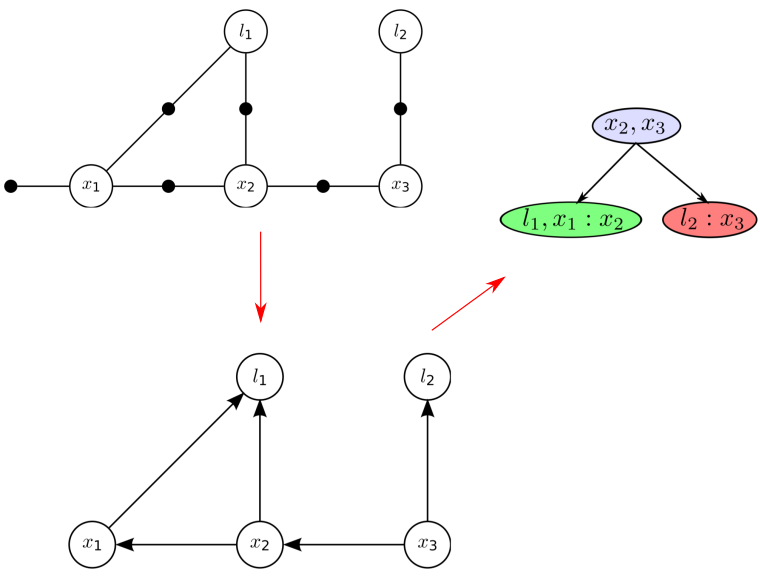 l₁
l₂
x₁
x₂
x₃
x₂, x₃
l₁, x₁ : x₂
l₂ : x₃
l₁
l₂
x₁
x₂
x₃